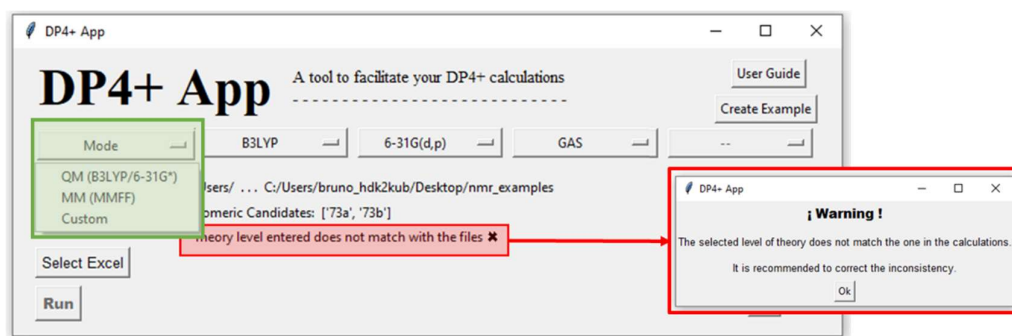 DP4+ App
DP4+ App
A tool to facilitate your DP4+ calculations
- - - - - - - - - - - - - - - - - - - - - - - - - - - -
User Guide
Create Example
Mode
B3LYP
6-31G(d,p)
GAS
--
QM (B3LYP/6-31G*)
MM (MMFF)
Custom
Users/ ... C:/Users/bruno_hdk2kub/Desktop/nmr_examples
omeric Candidates: ['73a', '73b']
Theory level entered does not match with the files ✖
Select Excel
Run
DP4+ App
¡ Warning !
The selected level of theory does not match the one in the calculations.
It is recommended to correct the inconsistency.
Ok